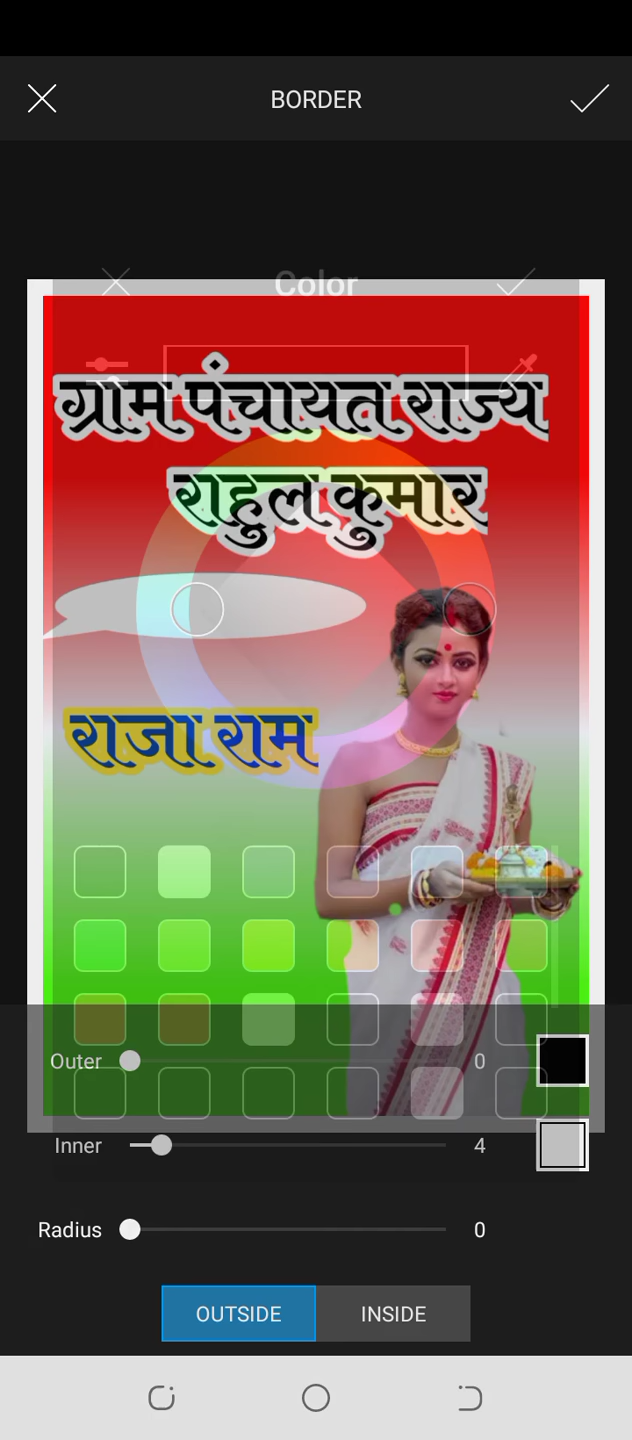 BORDER
Color
ग्राम पंचायत राज्य
राहुल कुमार
राजा राम
Outer 0
Inner 4
Radius 0
OUTSIDE INSIDE